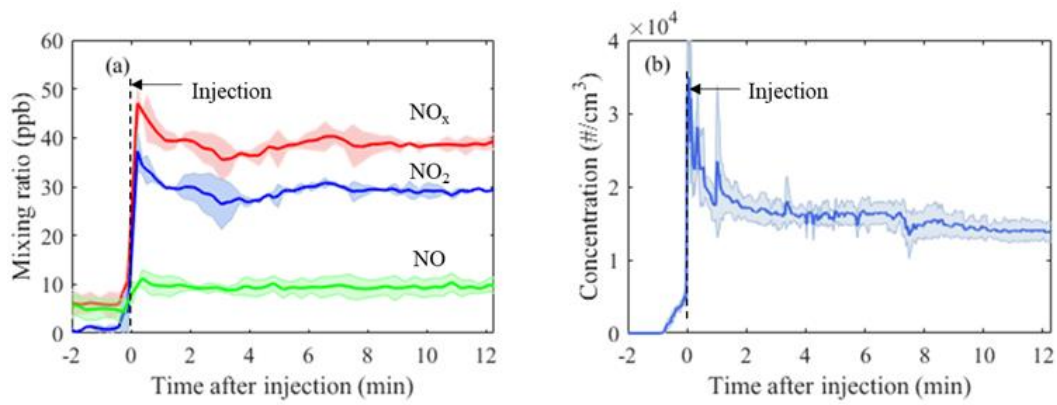 (a)
Injection
NOx
NO2
NO
Mixing ratio (ppb)
60
50
40
30
20
10
0
-2 0 2 4 6 8 10 12
Time after injection (min)
×10⁴
(b)
Injection
Concentration (#/cm³)
4
3
2
1
0
-2 0 2 4 6 8 10 12
Time after injection (min)